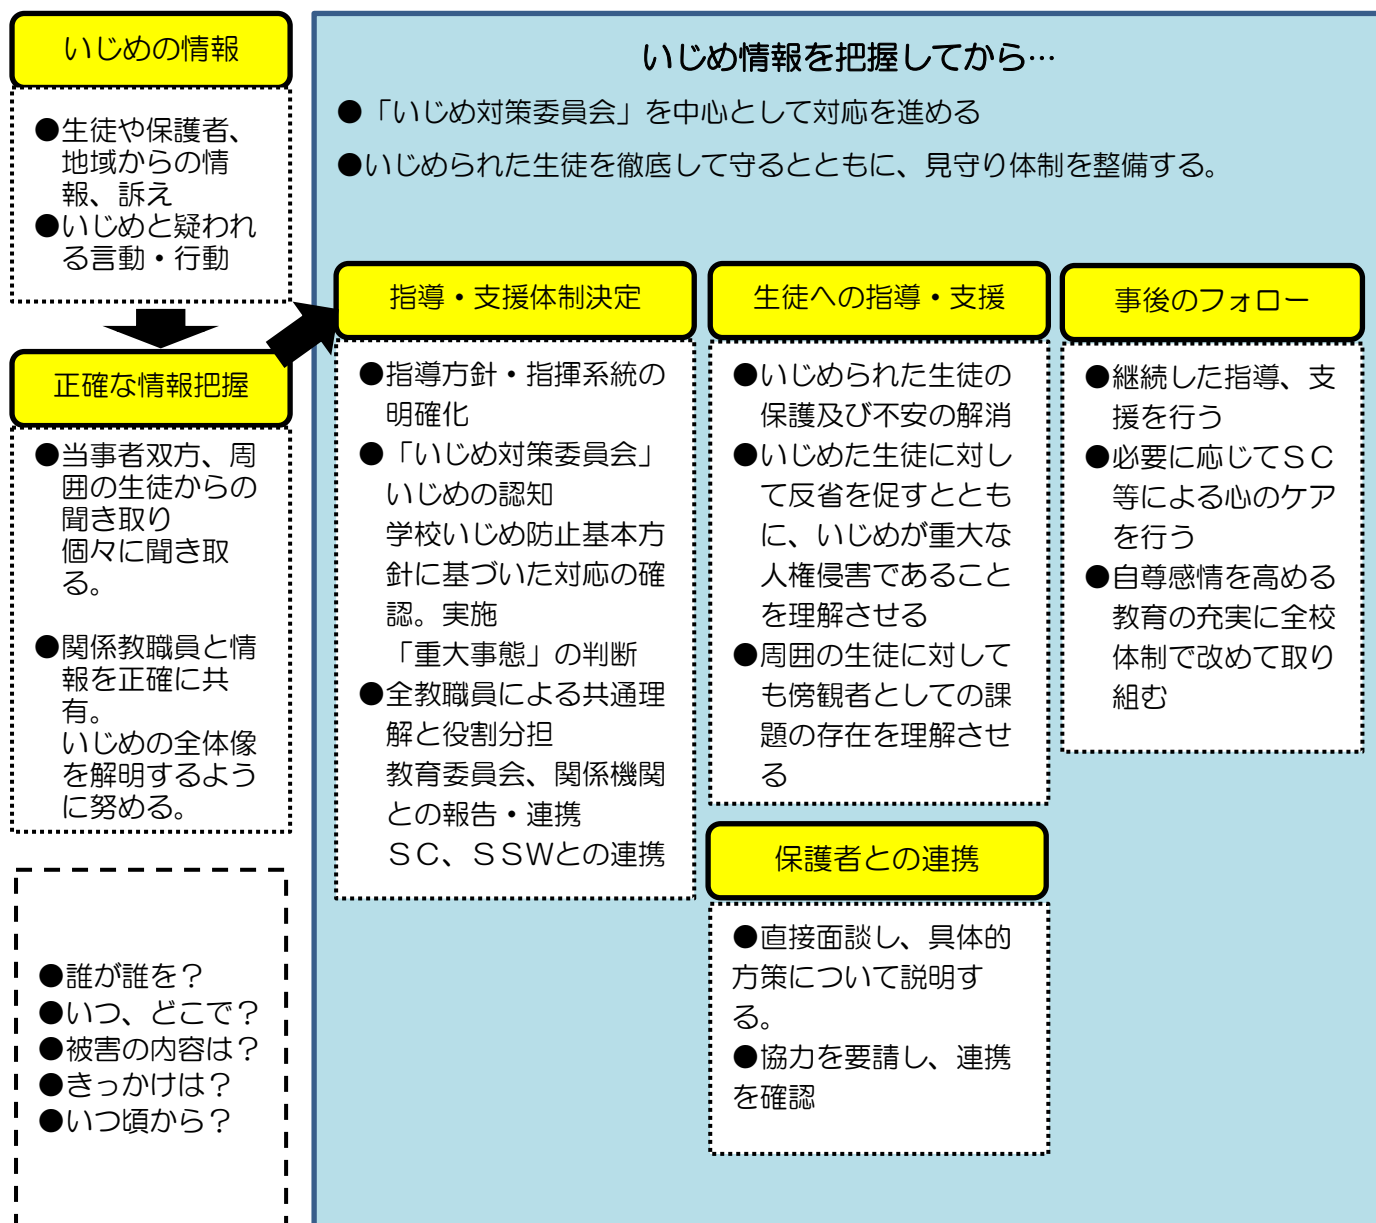 いじめの情報
●生徒や保護者、
地域からの情
報、訴え
●いじめと疑われ
る言動・行動
正確な情報把握
●当事者双方、周
囲の生徒からの
聞き取り
個々に聞き取
る。
●関係教職員と情
報を正確に共
有。
いじめの全体像
を解明するよう
に努める。
●誰が誰を？
●いつ、どこで？
●被害の内容は？
●きっかけは？
●いつ頃から？
いじめ情報を把握してから…
●「いじめ対策委員会」を中心として対応を進める
●いじめられた生徒を徹底して守るとともに、見守り体制を整備する。
指導・支援体制決定
●指導方針・指揮系統の
明確化
●「いじめ対策委員会」
いじめの認知
学校いじめ防止基本方
針に基づいた対応の確
認。実施
「重大事態」の判断
●全教職員による共通理
解と役割分担
教育委員会、関係機関
との報告・連携
ＳＣ、ＳＳＷとの連携
生徒への指導・支援
●いじめられた生徒の
保護及び不安の解消
●いじめた生徒に対し
て反省を促すととも
に、いじめが重大な
人権侵害であること
を理解させる
●周囲の生徒に対して
も傍観者としての課
題の存在を理解させ
る
保護者との連携
●直接面談し、具体的
方策について説明す
る。
●協力を要請し、連携
を確認
事後のフォロー
●継続した指導、支
援を行う
●必要に応じてＳＣ
等による心のケア
を行う
●自尊感情を高める
教育の充実に全校
体制で改めて取り
組む